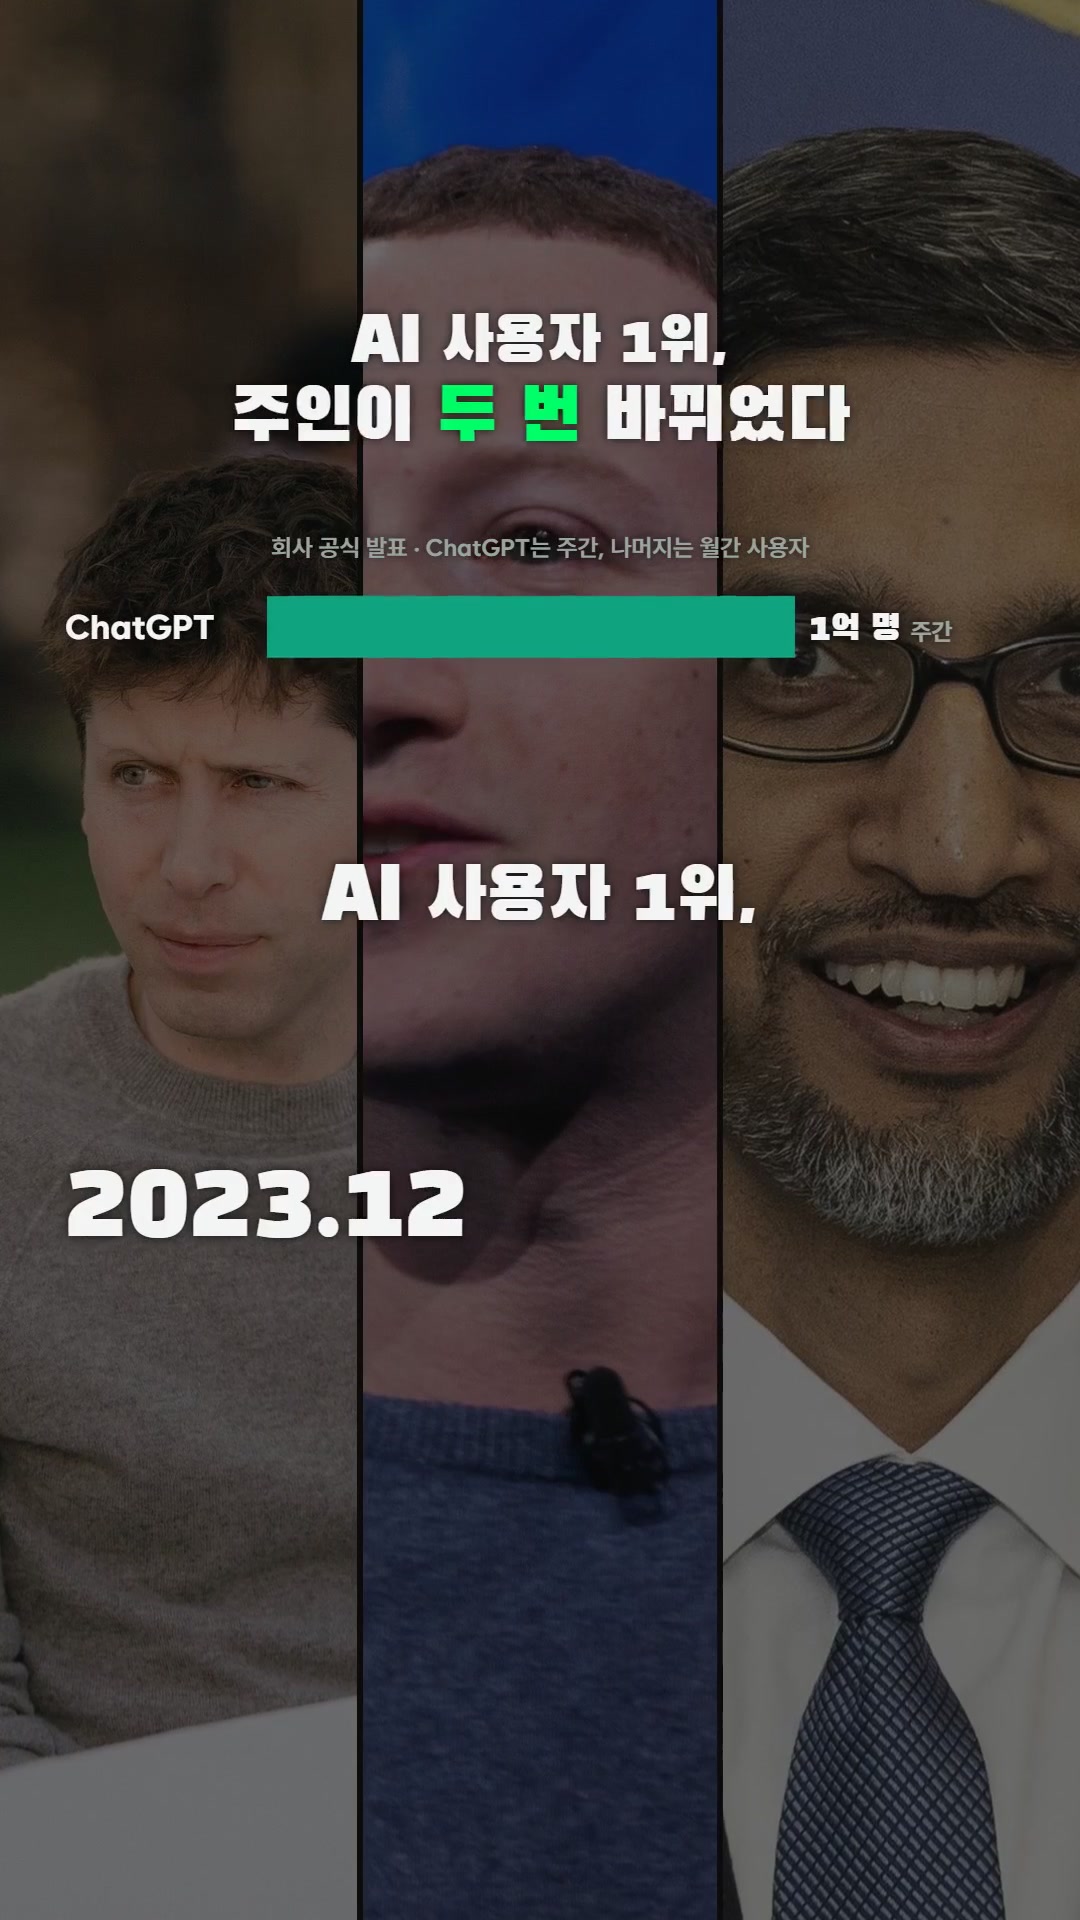 AI 사용자 1위,
주인이 두 번 바뀌었다
회사 공식 발표 · ChatGPT는 주간, 나머지는 월간 사용자
ChatGPT 1억 명 주간
AI 사용자 1위,
2023.12